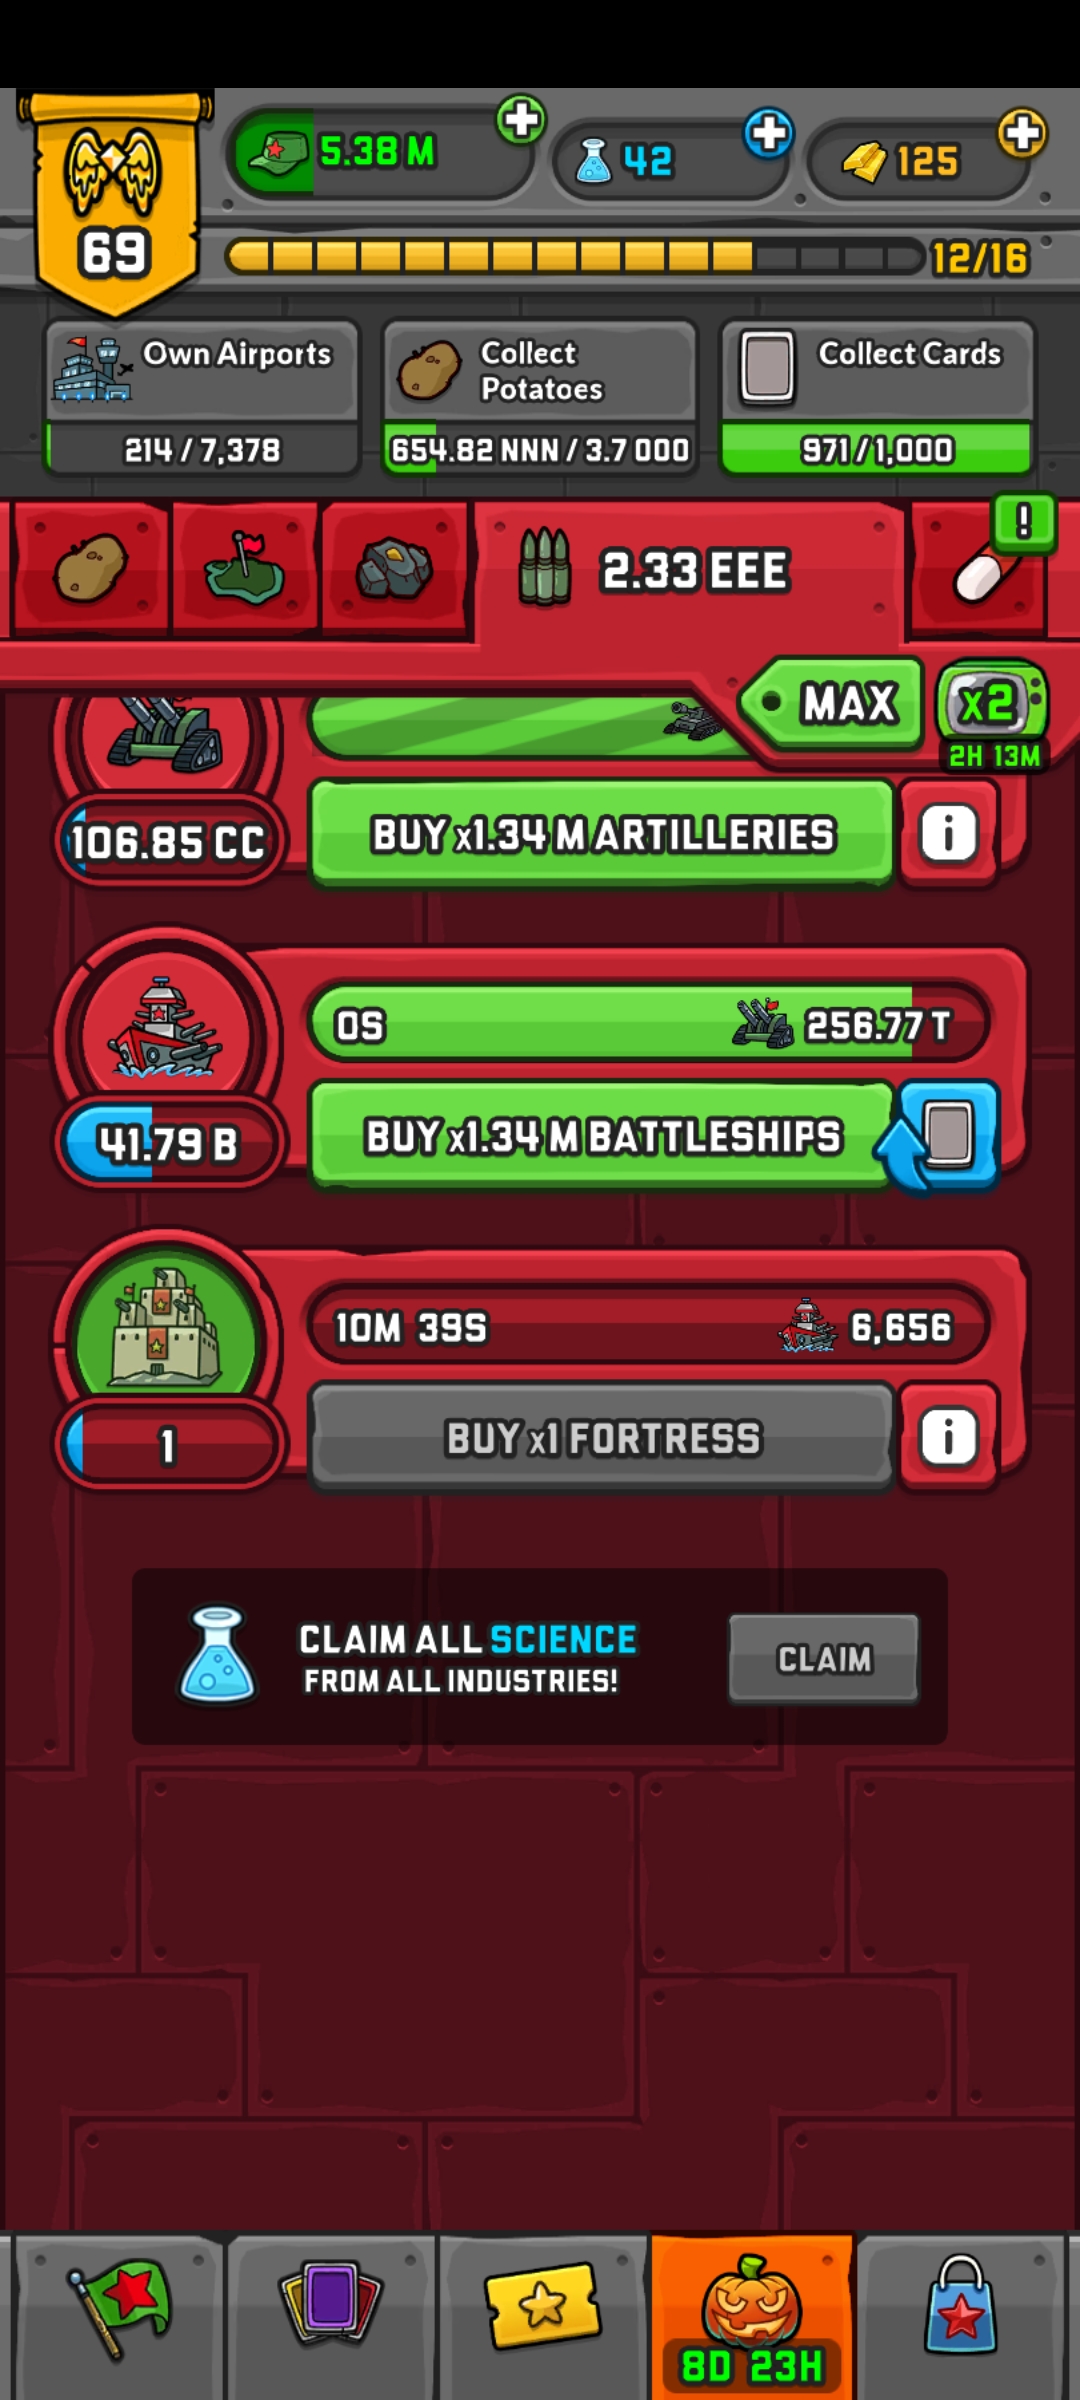 5.38 M
42
125
69
12/16
Own Airports
214 / 7,378
Collect
Potatoes
654.82 NNN / 3.7 OOO
Collect Cards
971 / 1,000
2.33 EEE
!
MAX
x2
2H 13M
106.85 CC
BUY x1.34 M ARTILLERIES
i
0S
256.77 T
41.79 B
BUY x1.34 M BATTLESHIPS
10M 39S
6,656
1
BUY x1 FORTRESS
i
CLAIM ALL SCIENCE
FROM ALL INDUSTRIES!
CLAIM
8D 23H